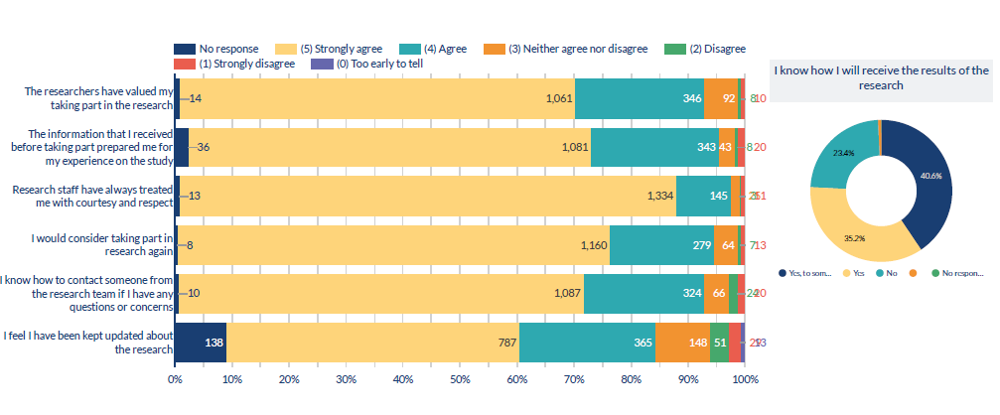 No response (5) Strongly agree (4) Agree (3) Neither agree nor disagree (2) Disagree
(1) Strongly disagree (0) Too early to tell
The researchers have valued my
taking part in the research
14 1,061 346 92 8 10
The information that I received
before taking part prepared me for
my experience on the study
36 1,081 343 43 8 20
Research staff have always treated
me with courtesy and respect
13 1,334 145
I would consider taking part in
research again
8 1,160 279 64 7 13
I know how to contact someone from
the research team if I have any
questions or concerns
10 1,087 324 66 24 20
I feel I have been kept updated about
the research
138 787 365 148 51
0% 10% 20% 30% 40% 50% 60% 70% 80% 90% 100%
I know how I will receive the results of the
research
23.4%
40.6%
35.2%
Yes, to som... Yes No No respon...